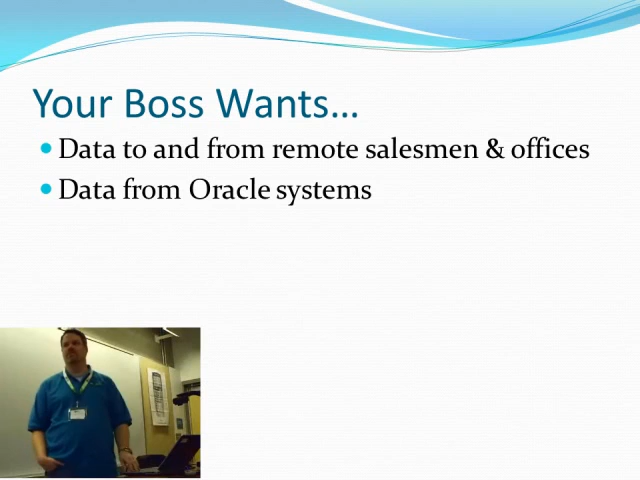 Your Boss Wants…
Data to and from remote salesmen & offices
Data from Oracle systems